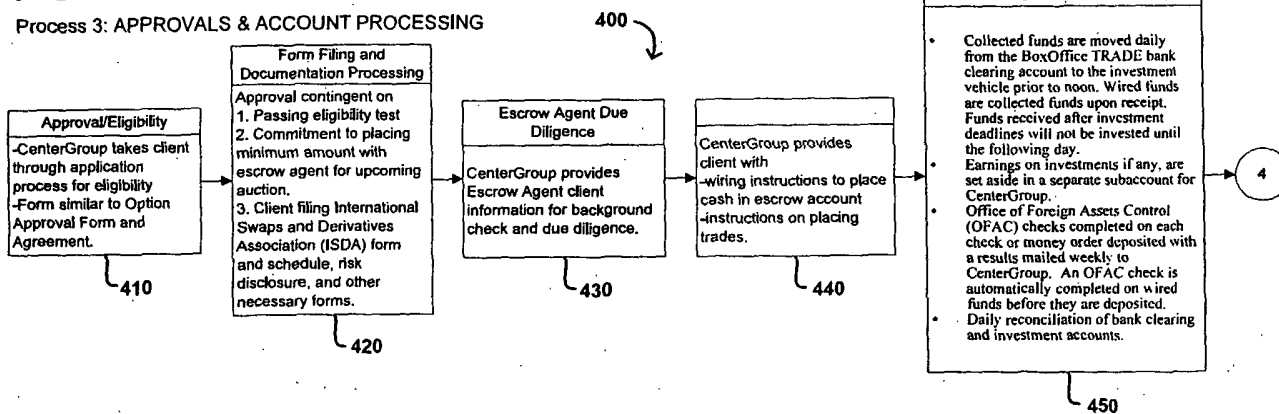 Process 3: APPROVALS & ACCOUNT PROCESSING
400
Approval/Eligibility
-CenterGroup takes client
through application
process for eligibility
-Form similar to Option
Approval Form and
Agreement.
410
Form Filing and
Documentation Processing
Approval contingent on
1. Passing eligibility test
2. Commitment to placing
minimum amount with
escrow agent for upcoming
auction.
3. Client filing International
Swaps and Derivatives
Association (ISDA) form
and schedule, risk
disclosure, and other
necessary forms.
420
Escrow Agent Due
Diligence
CenterGroup provides
Escrow Agent client
information for background
check and due diligence.
430
CenterGroup provides
client with
-wiring instructions to place
cash in escrow account
-instructions on placing
trades.
440
• Collected funds are moved daily
from the BoxOffice TRADE bank
clearing account to the investment
vehicle prior to noon. Wired funds
are collected funds upon receipt.
Funds received after investment
deadlines will not be invested until
the following day.
• Earnings on investments if any, are
set aside in a separate subaccount for
CenterGroup.
• Office of Foreign Assets Control
(OFAC) checks completed on each
check or money order deposited with
a results mailed weekly to
CenterGroup. An OFAC check is
automatically completed on wired
funds before they are deposited.
• Daily reconciliation of bank clearing
and investment accounts.
450
4